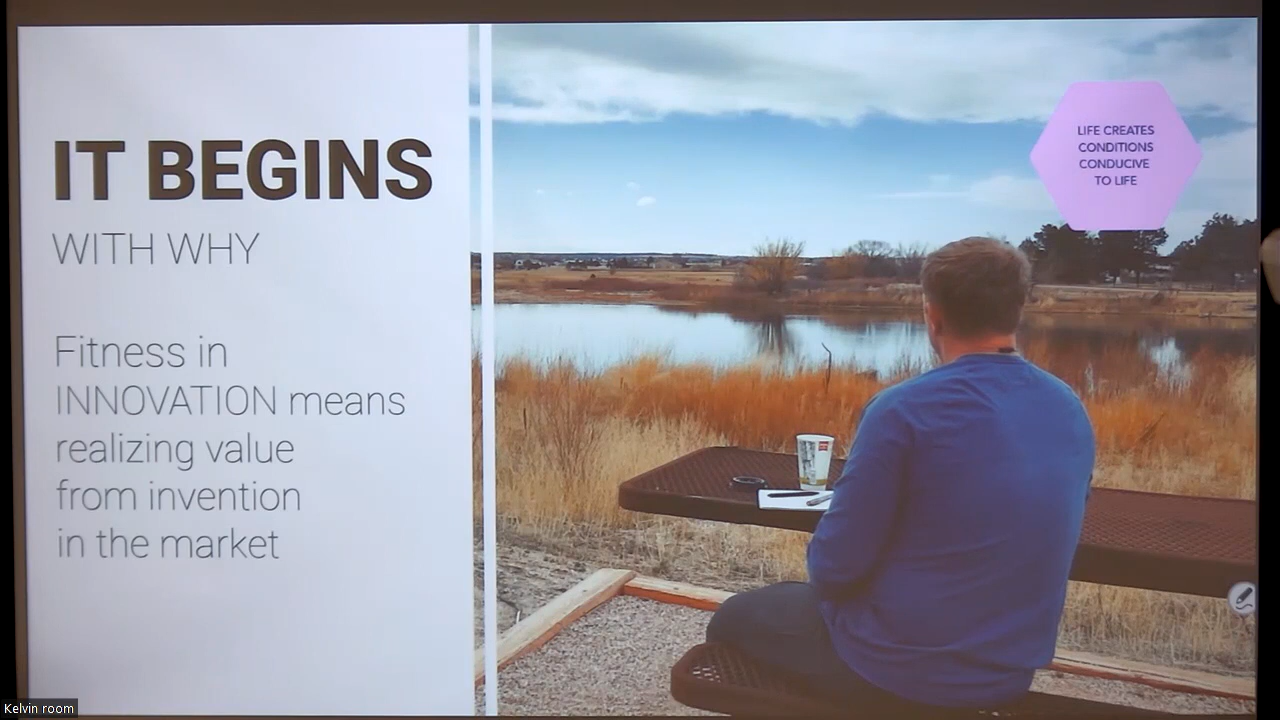 IT BEGINS
WITH WHY
Fitness in
INNOVATION means
realizing value
from invention
in the market
LIFE CREATES
CONDITIONS
CONDUCIVE
TO LIFE
Kelvin room